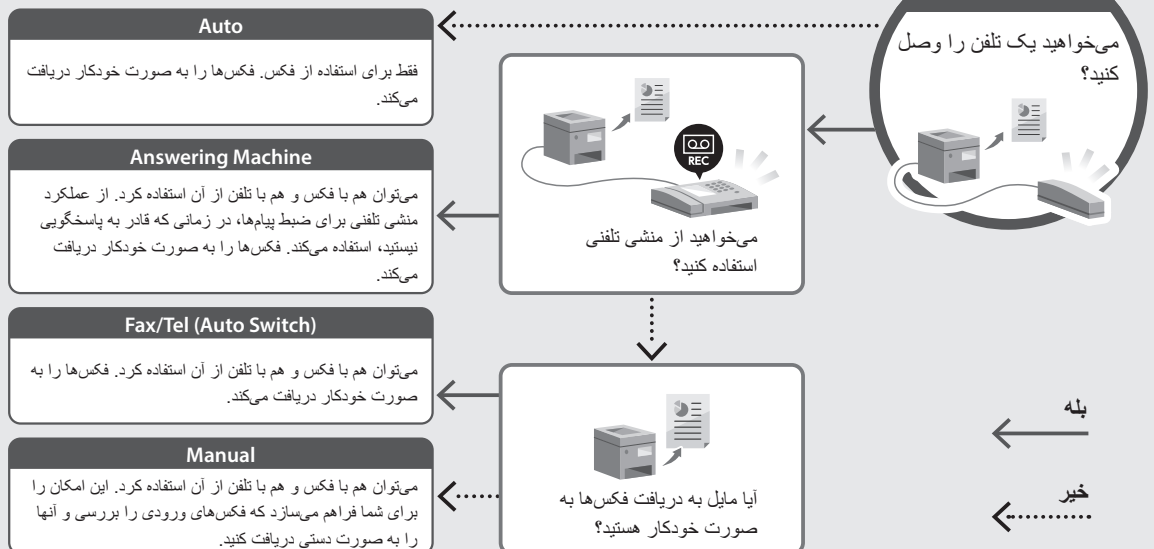 می‌خواهید یک تلفن را وصل
کنید؟
REC
می‌خواهید از منشی تلفنی
استفاده کنید؟
آیا مایل به دریافت فکس‌ها به
صورت خودکار هستید؟
Auto
فقط برای استفاده از فکس. فکس‌ها را به صورت خودکار دریافت
می‌کند.
Answering Machine
می‌توان هم با فکس و هم با تلفن از آن استفاده کرد. از عملکرد
منشی تلفنی برای ضبط پیام‌ها، در زمانی که قادر به پاسخگویی
نیستید، استفاده می‌کند. فکس‌ها را به صورت خودکار دریافت
می‌کند.
Fax/Tel (Auto Switch)
می‌توان هم با فکس و هم با تلفن از آن استفاده کرد. فکس‌ها را به
صورت خودکار دریافت می‌کند.
Manual
می‌توان هم با فکس و هم با تلفن از آن استفاده کرد. این امکان را
برای شما فراهم می‌سازد که فکس‌های ورودی را بررسی و آنها
را به صورت دستی دریافت کنید.
بله
خیر